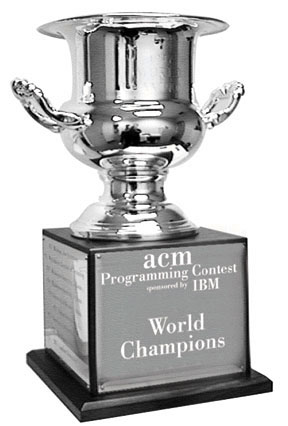 acm
Programming Contest
sponsored by IBM
World
Champions